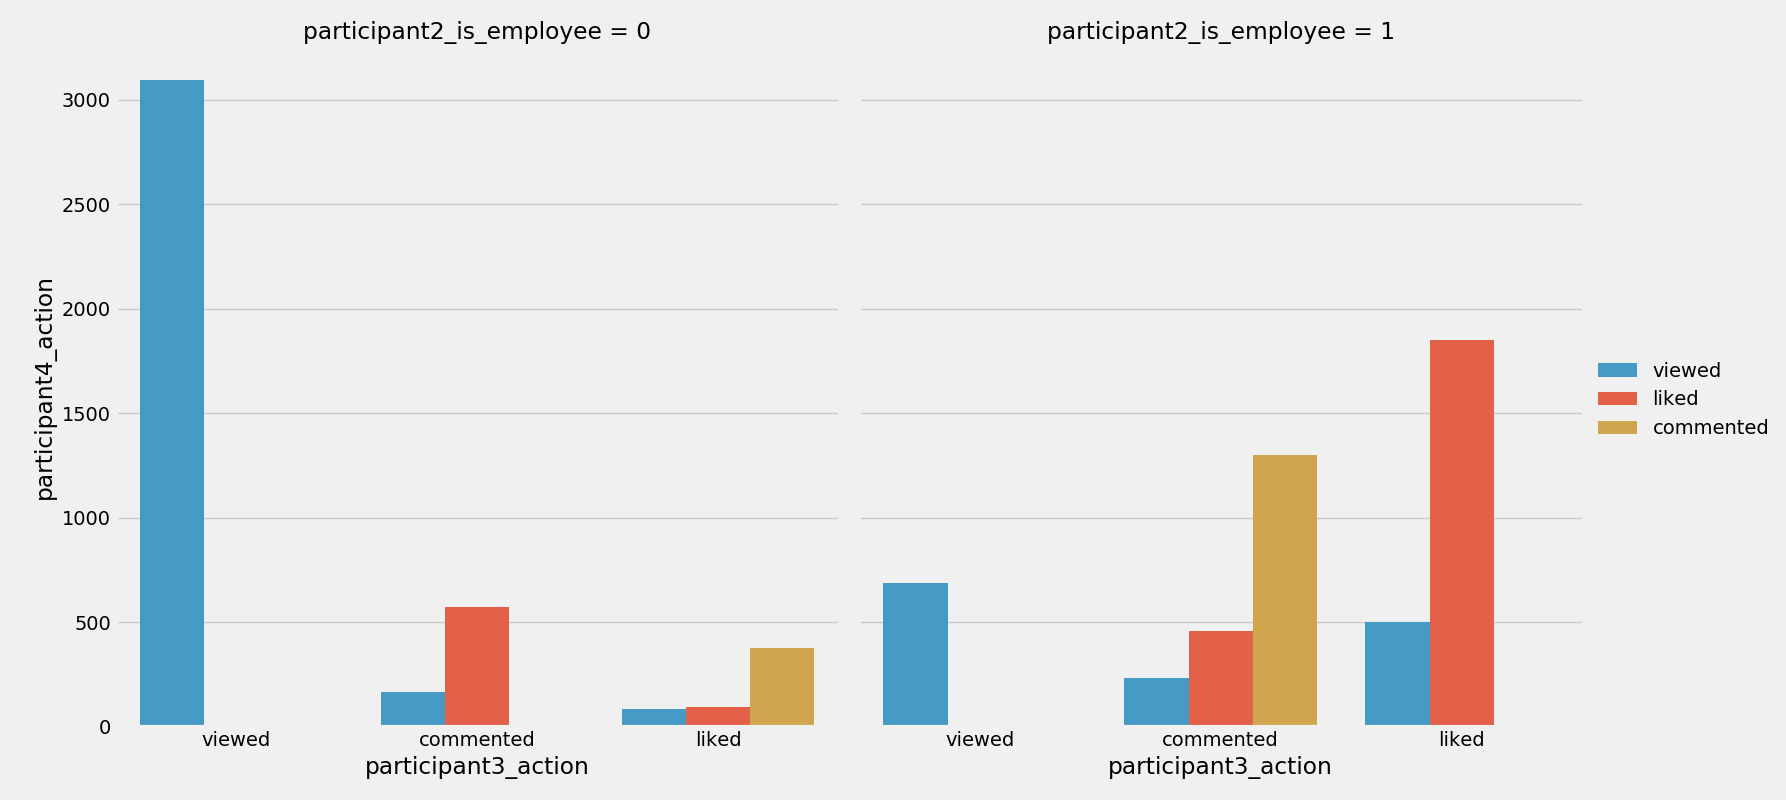 participant2_is_employee = 0
participant2_is_employee = 1
participant4_action
3000
2500
2000
1500
1000
500
0
viewed
commented
liked
participant3_action
viewed
commented
liked
participant3_action
viewed
liked
commented